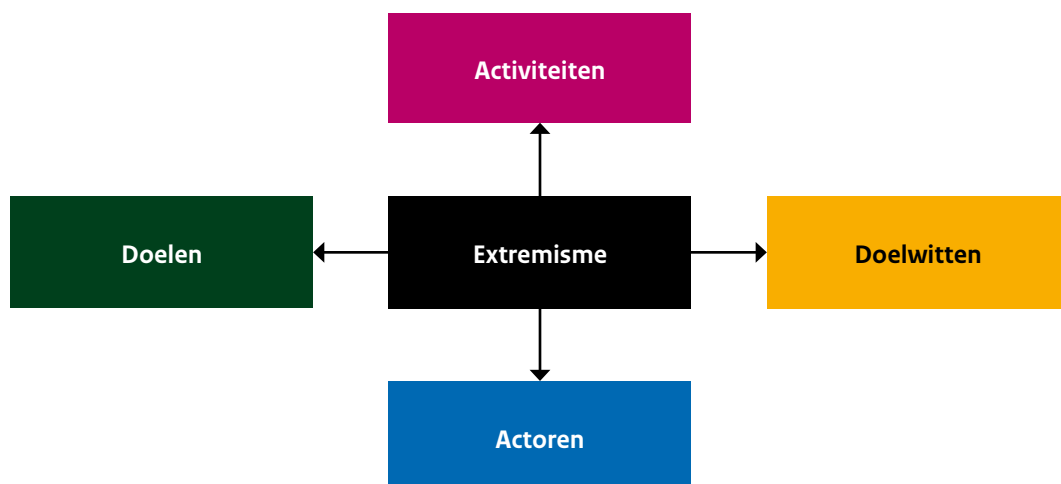 Activiteiten
Doelen
Extremisme
Doelwitten
Actoren